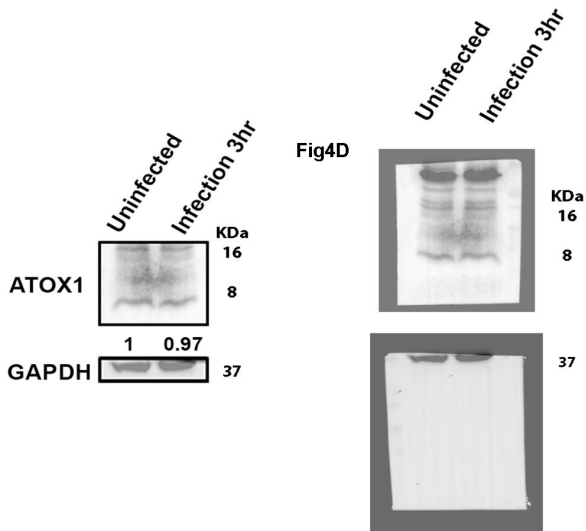 Uninfected
Infection 3hr
KDa
16
ATOX1
8
1 0.97
GAPDH
37
Fig4D
Uninfected
Infection 3hr
KDa
16
8
37